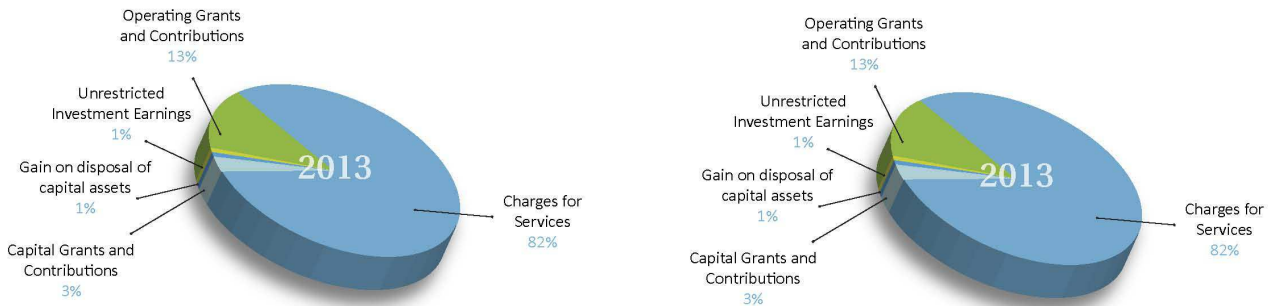 Operating Grants
and Contributions
13%
Unrestricted
Investment Earnings
1%
Gain on disposal of
capital assets
1%
Capital Grants and
Contributions
3%
2013
Charges for
Services
82%
Operating Grants
and Contributions
13%
Unrestricted
Investment Earnings
1%
Gain on disposal of
capital assets
1%
Capital Grants and
Contributions
3%
2013
Charges for
Services
82%